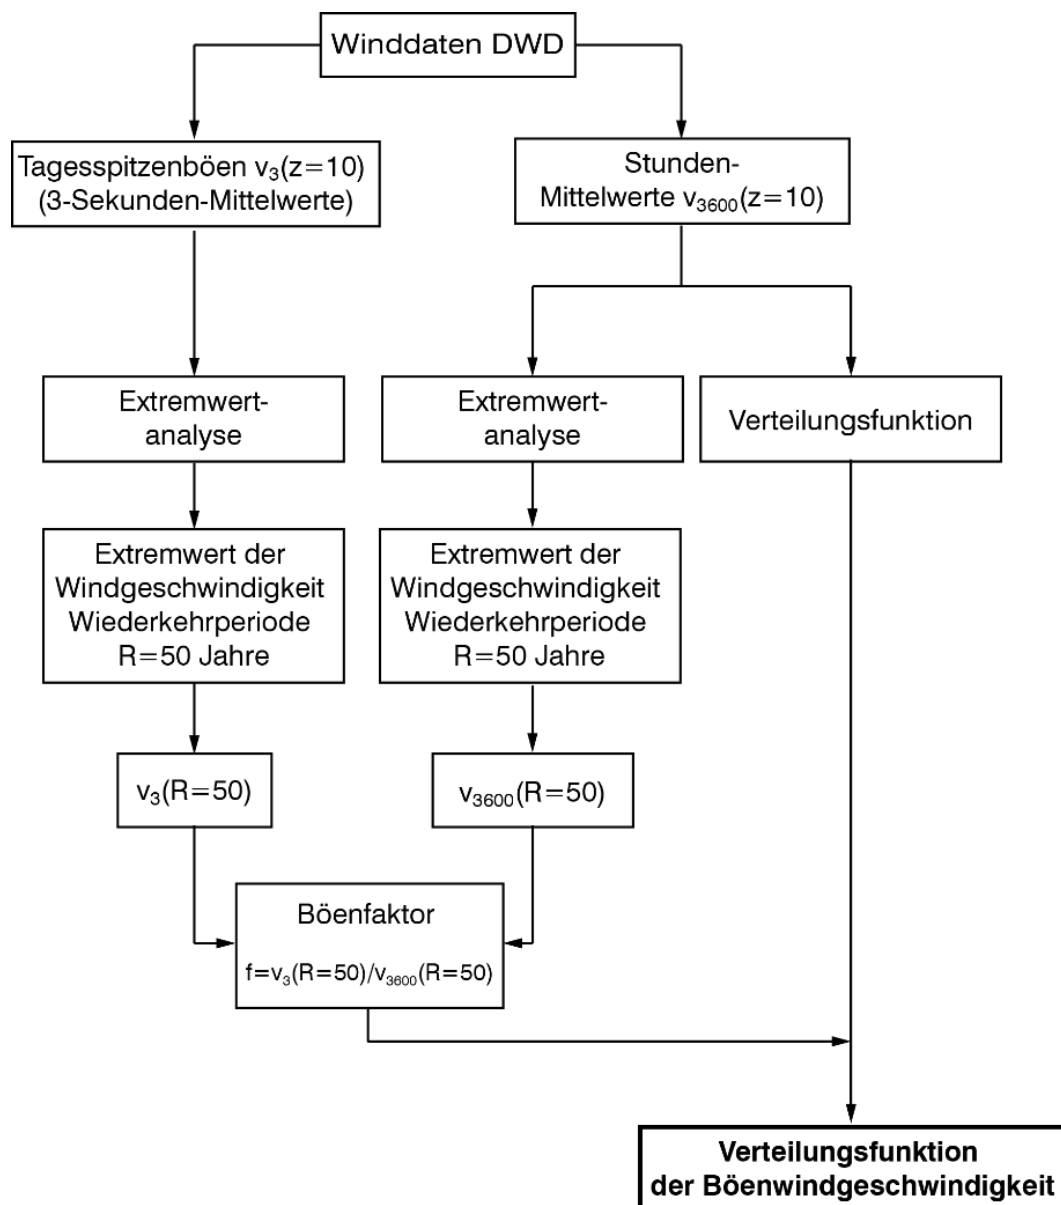 Winddaten DWD
Tagesspitzenböen v₃(z=10)
(3-Sekunden-Mittelwerte)
Stunden-
Mittelwerte v₃₆₀₀(z=10)
Extremwert-
analyse
Extremwert-
analyse
Verteilungsfunktion
Extremwert der
Windgeschwindigkeit
Wiederkehrperiode
R=50 Jahre
Extremwert der
Windgeschwindigkeit
Wiederkehrperiode
R=50 Jahre
v₃(R=50)
v₃₆₀₀(R=50)
Böenfaktor
f=v₃(R=50)/v₃₆₀₀(R=50)
Verteilungsfunktion
der Böenwindgeschwindigkeit